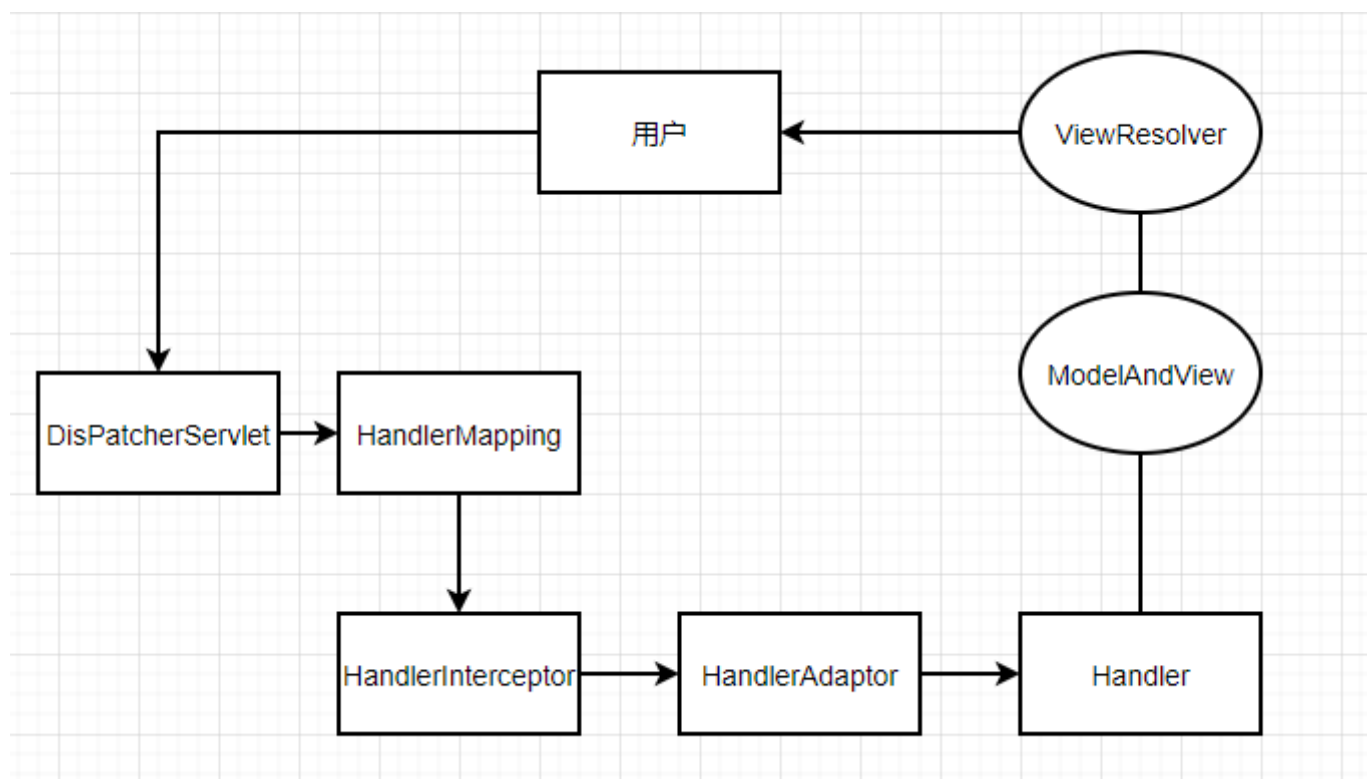 用户
ViewResolver
ModelAndView
DisPatcherServlet
HandlerMapping
HandlerInterceptor
HandlerAdaptor
Handler